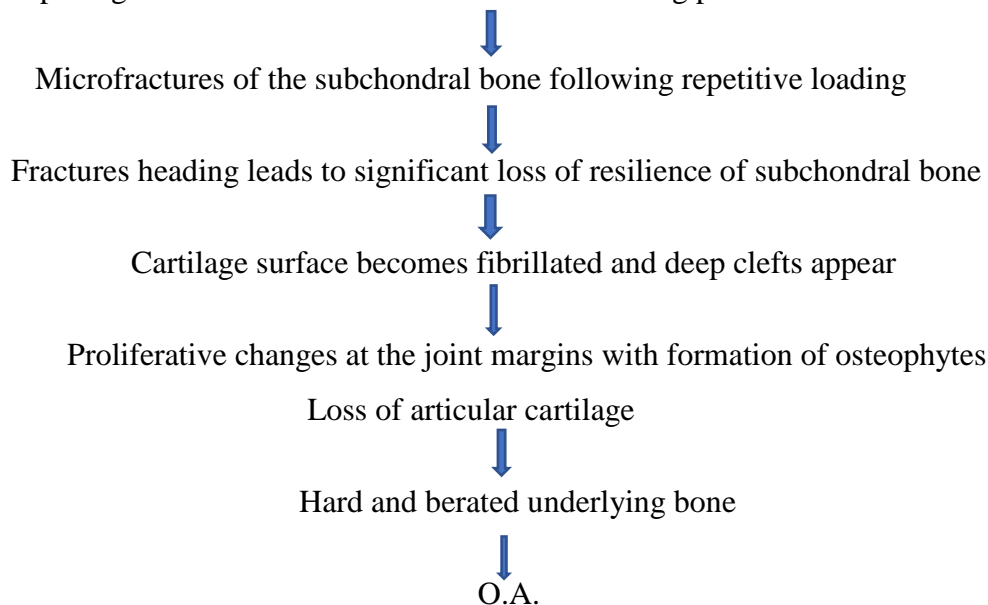 Microfractures of the subchondral bone following repetitive loading
Fractures heading leads to significant loss of resilience of subchondral bone
Cartilage surface becomes fibrillated and deep clefts appear
Proliferative changes at the joint margins with formation of osteophytes
Loss of articular cartilage
Hard and berated underlying bone
O.A.